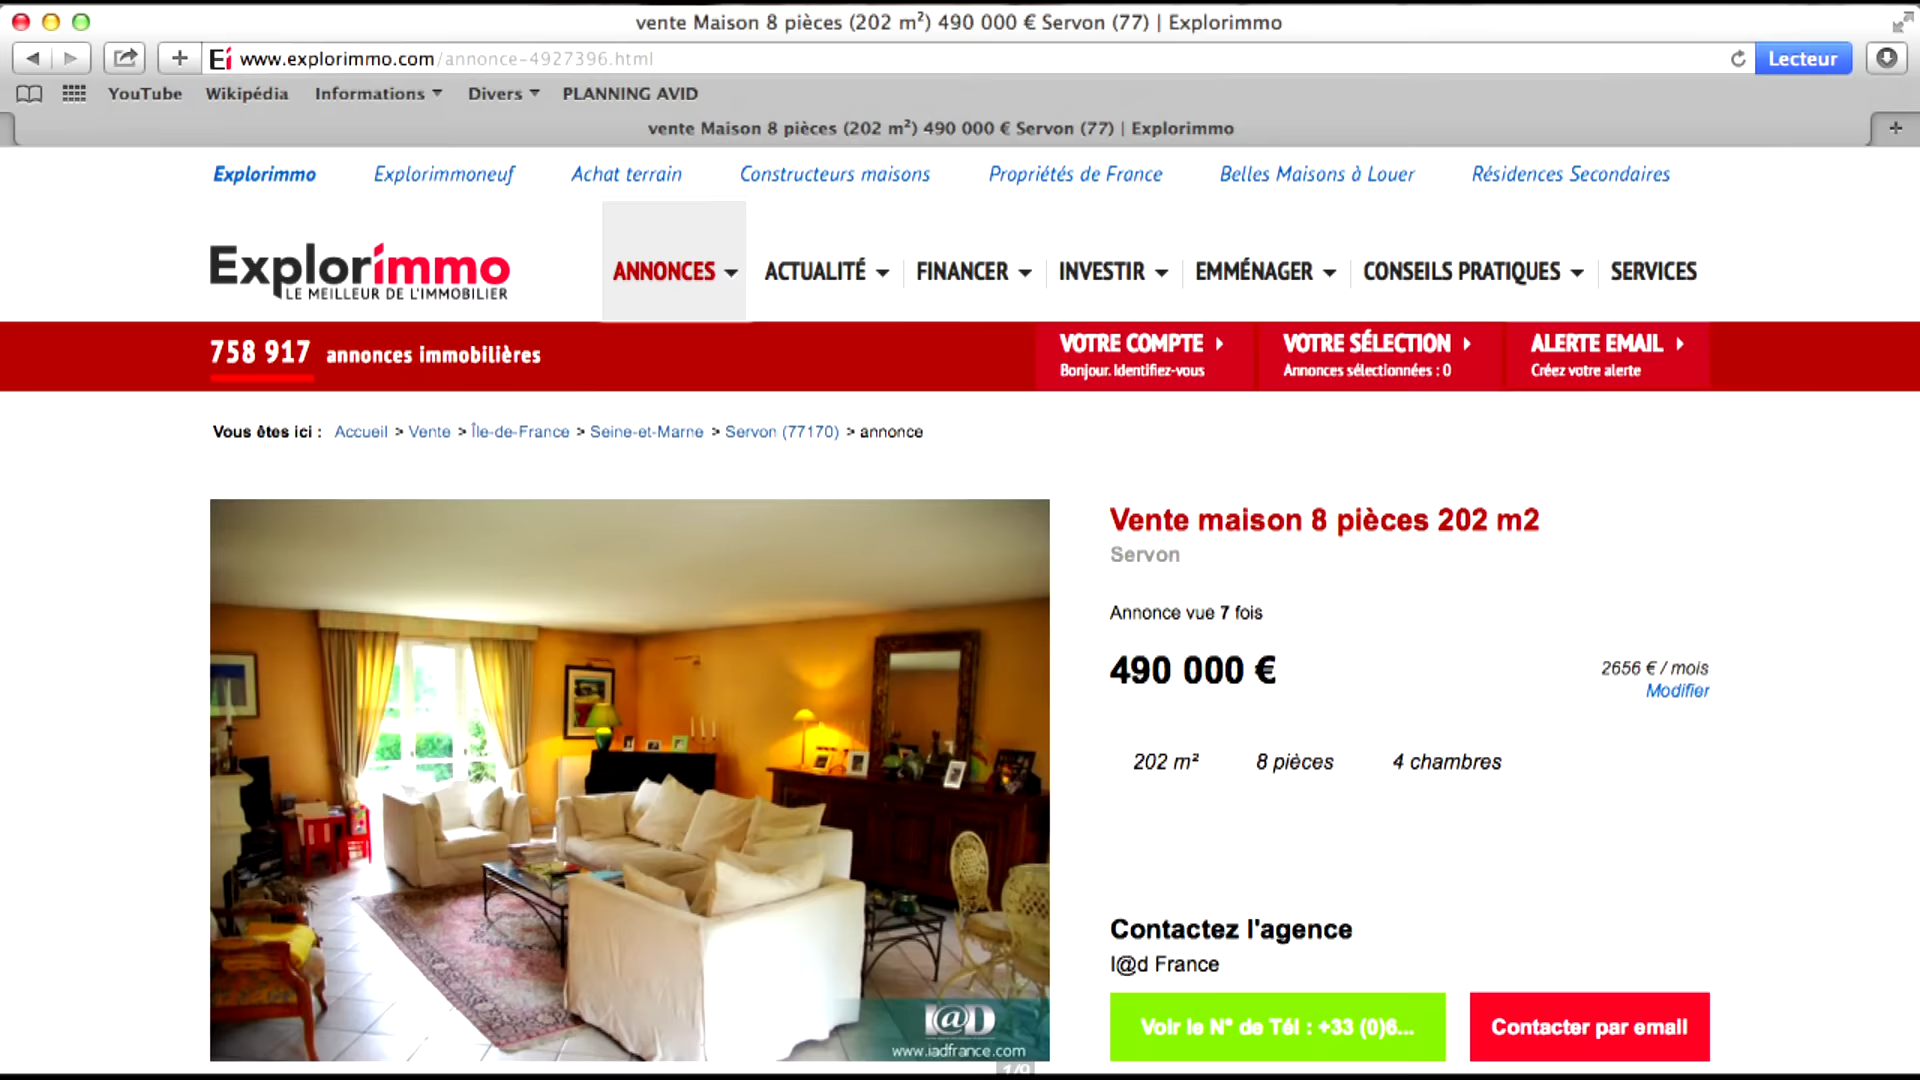 vente Maison 8 pièces (202 m²) 490 000 € Servon (77) | Explorimmo
Ei www.explorimmo.com/annonce-4927396.html
Lecteur
YouTube Wikipédia Informations Divers PLANNING AVID
vente Maison 8 pièces (202 m²) 490 000 € Servon (77) | Explorimmo
Explorimmo Explorimmoneuf Achat terrain Constructeurs maisons Propriétés de France Belles Maisons à Louer Résidences Secondaires
Explorimmo
LE MEILLEUR DE L'IMMOBILIER
ANNONCES ACTUALITÉ FINANCER INVESTIR EMMÉNAGER CONSEILS PRATIQUES SERVICES
758 917 annonces immobilières
VOTRE COMPTE
Bonjour. Identifiez-vous
VOTRE SÉLECTION
Annonces sélectionnées : 0
ALERTE EMAIL
Créez votre alerte
Vous êtes ici : Accueil > Vente > Île-de-France > Seine-et-Marne > Servon (77170) > annonce
Vente maison 8 pièces 202 m2
Servon
Annonce vue 7 fois
490 000 €
2656 € / mois
Modifier
202 m² 8 pièces 4 chambres
Contactez l'agence
I@d France
Voir le N° de Tél : +33 (0)6...
Contacter par email
I@D
www.iadfrance.com
1/9